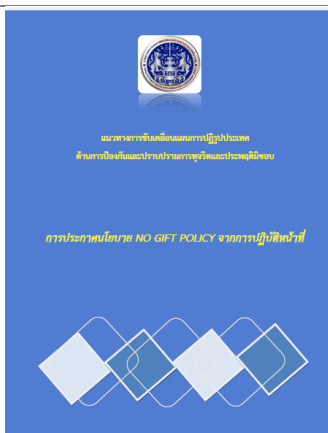 แนวทางการขับเคลื่อนแผนการปฏิรูปประเทศ
ด้านการป้องกันและปราบปรามการทุจริตและประพฤติมิชอบ
การประกาศนโยบาย NO GIFT POLICY จากการปฏิบัติหน้าที่